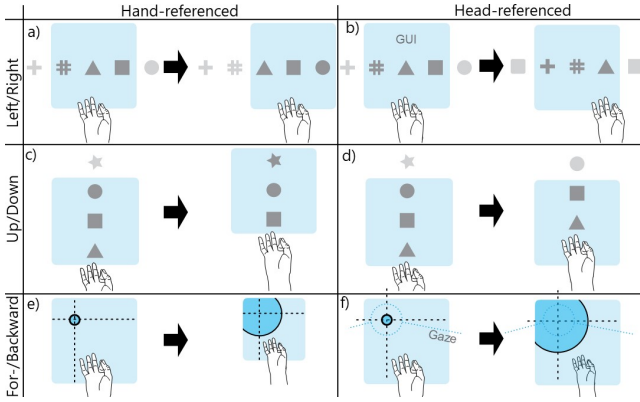 Hand-referenced
Head-referenced
Left/Right
a)
b)
GUI
Up/Down
c)
d)
For-/Backward
e)
f)
Gaze